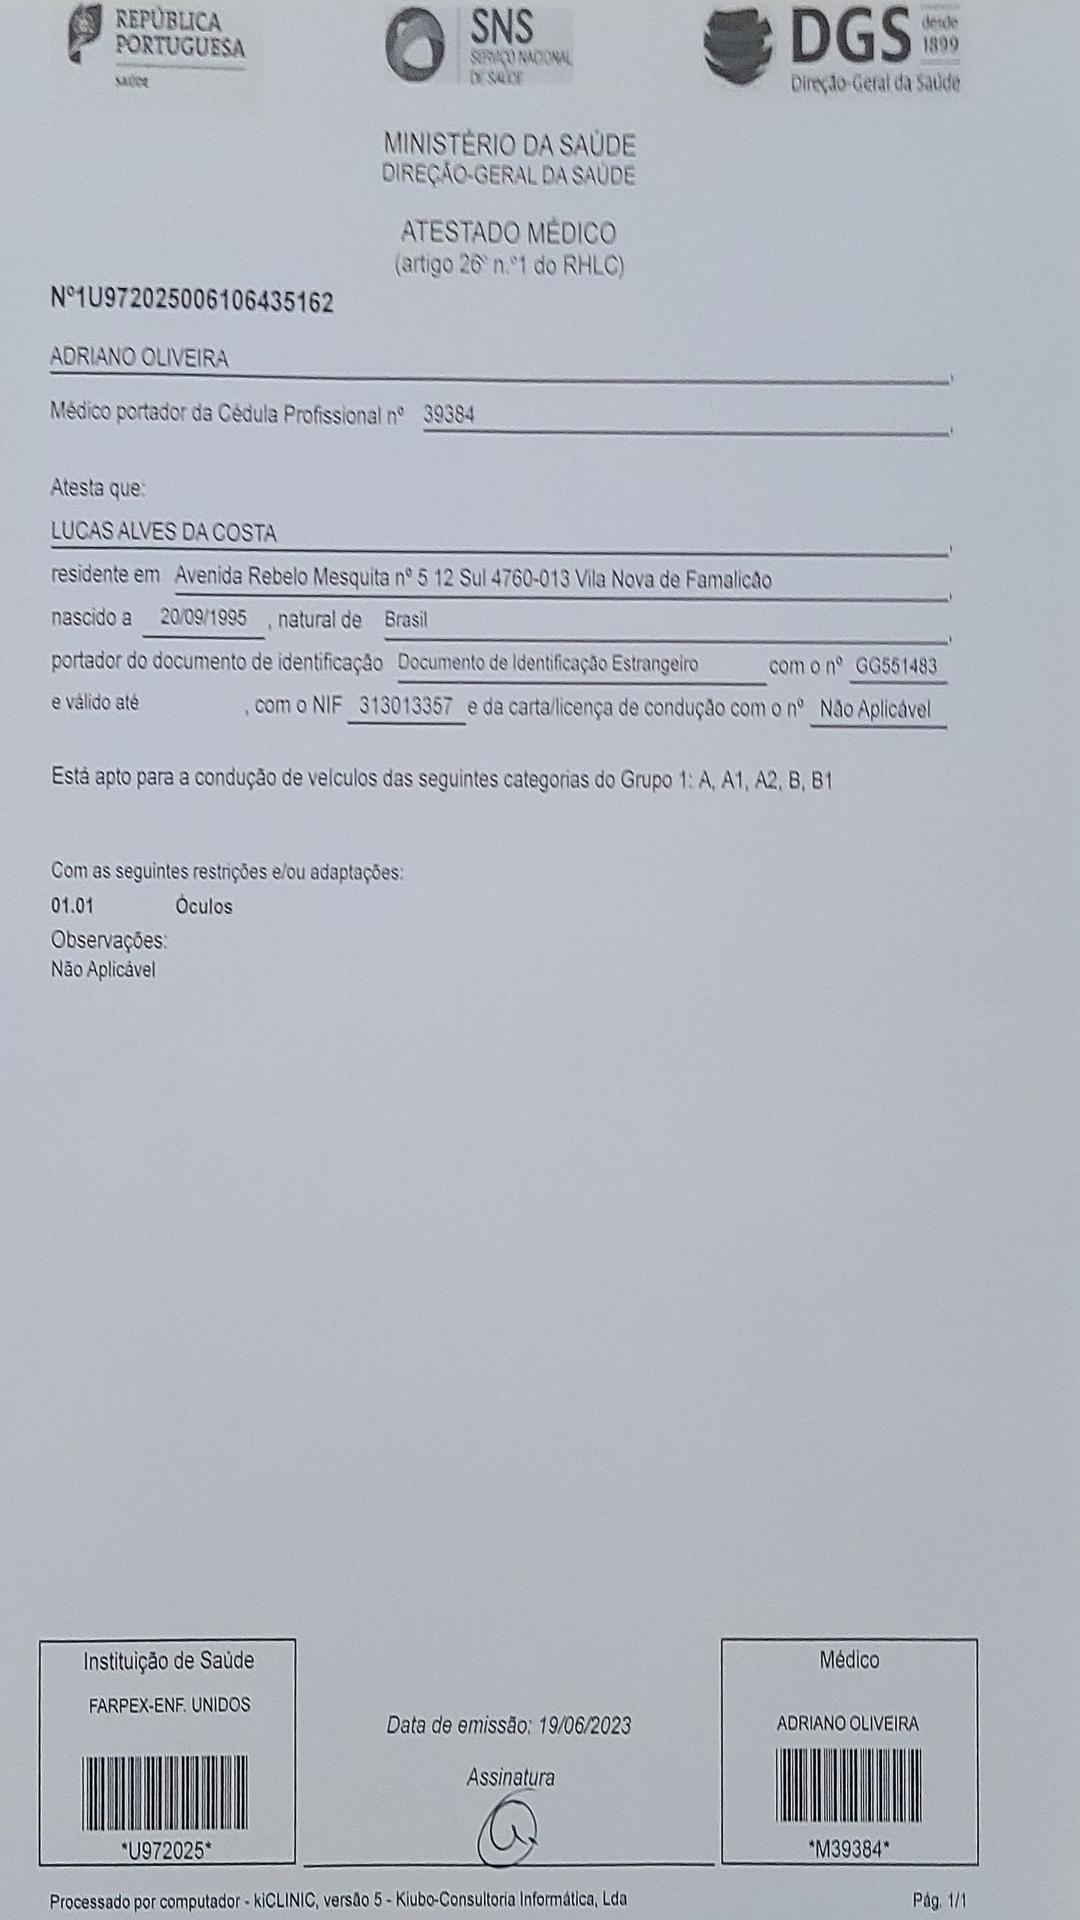 REPÚBLICA
PORTUGUESA
SAÚDE
SNS
SERVIÇO NACIONAL
DE SAÚDE
DGS
desde
1899
Direção-Geral da Saúde
MINISTÉRIO DA SAÚDE
DIREÇÃO-GERAL DA SAÚDE
ATESTADO MÉDICO
(artigo 26º n.º1 do RHLC)
Nº1U972025006106435162
ADRIANO OLIVEIRA ,
Médico portador da Cédula Profissional nº 39384 ,
Atesta que:
LUCAS ALVES DA COSTA ,
residente em Avenida Rebelo Mesquita nº 5 12 Sul 4760-013 Vila Nova de Famalicão ,
nascido a 20/09/1995 , natural de Brasil ,
portador do documento de identificação Documento de Identificação Estrangeiro com o nº GG551483
e válido até , com o NIF 313013357 e da carta/licença de condução com o nº Não Aplicável
Está apto para a condução de veículos das seguintes categorias do Grupo 1: A, A1, A2, B, B1
Com as seguintes restrições e/ou adaptações:
01.01 Óculos
Observações:
Não Aplicável
Instituição de Saúde
FARPEX-ENF. UNIDOS
*U972025*
Data de emissão: 19/06/2023
Assinatura
Médico
ADRIANO OLIVEIRA
*M39384*
Processado por computador - kiCLINIC, versão 5 - Kiubo-Consultoria Informática, Lda Pág. 1/1